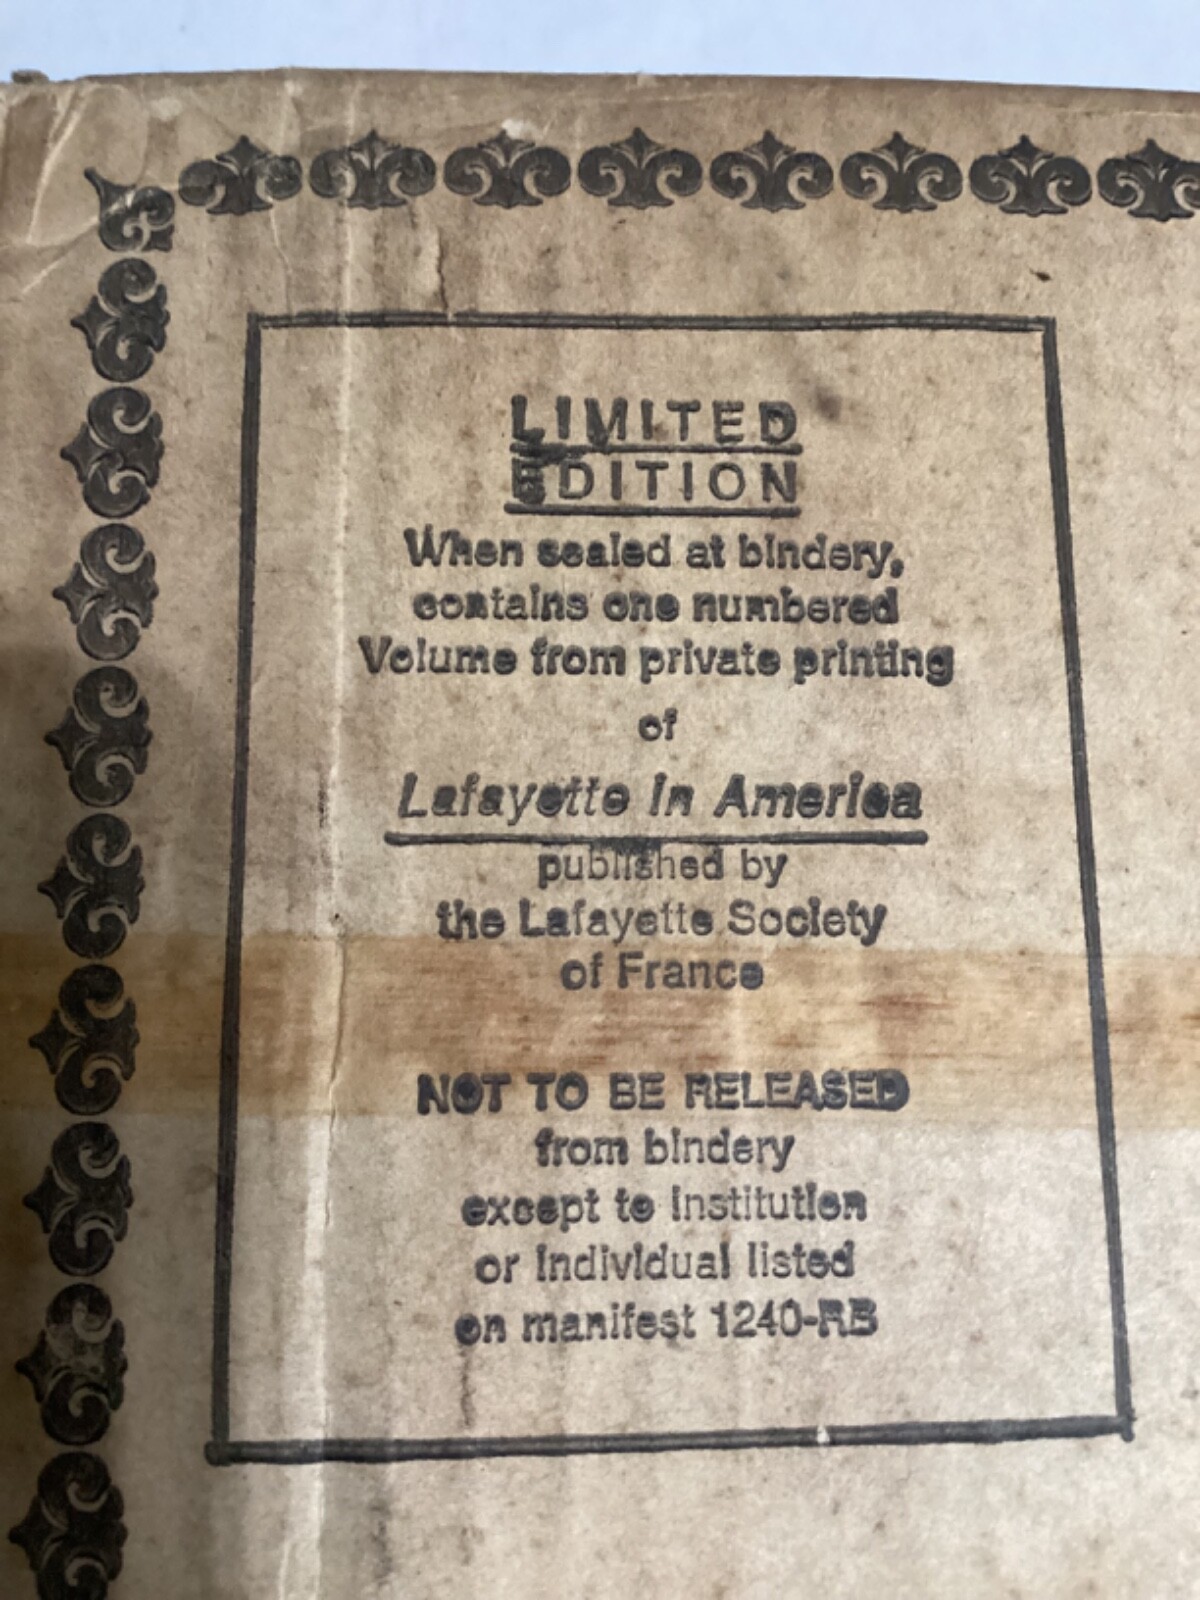 LIMITED
EDITION
When sealed at bindery,
contains one numbered
Volume from private printing
of
Lafayette in America
published by
the Lafayette Society
of France
NOT TO BE RELEASED
from bindery
except to institution
or individual listed
on manifest 1240-RB